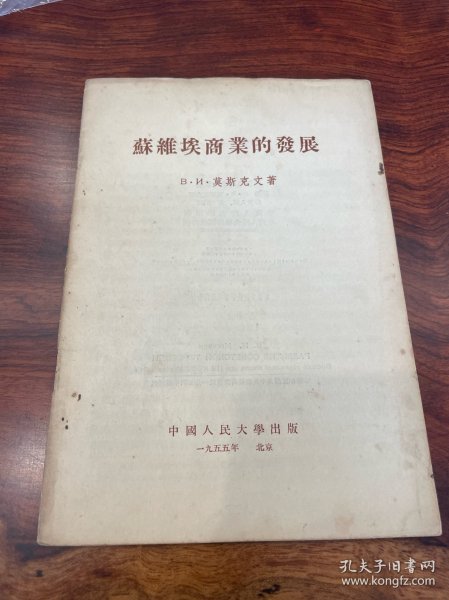 蘇維埃商業的發展
В·И·莫斯克文著
中國人民大學出版
一九五五年 北京
孔夫子旧书网
www.kongfz.com